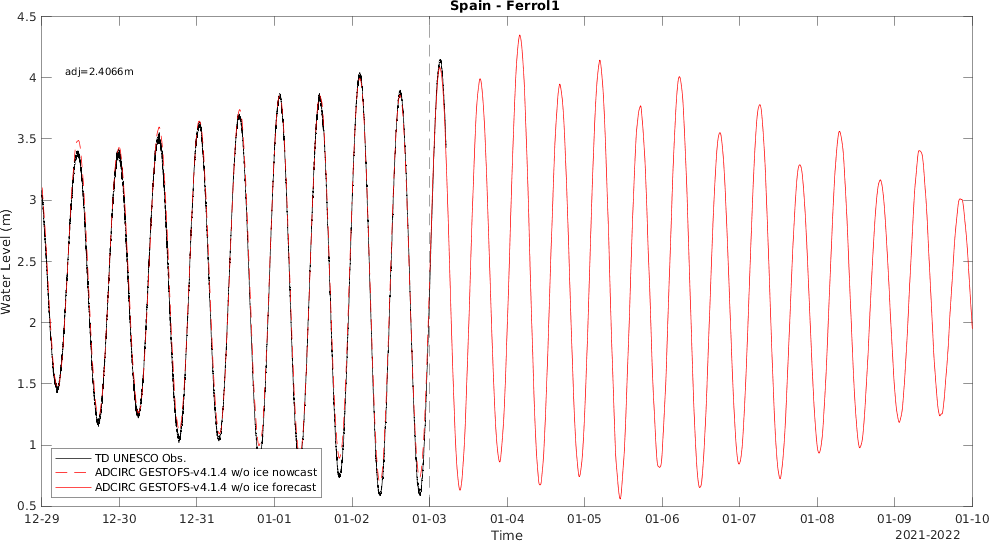 Spain - Ferrol1
4.5
4
3.5
3
2.5
2
1.5
1
0.5
Water Level (m)
adj=2.4066m
TD UNESCO Obs.
ADCIRC GESTOFS-v4.1.4 w/o ice nowcast
ADCIRC GESTOFS-v4.1.4 w/o ice forecast
12-29 12-30 12-31 01-01 01-02 01-03 01-04 01-05 01-06 01-07 01-08 01-09 01-10
Time
2021-2022